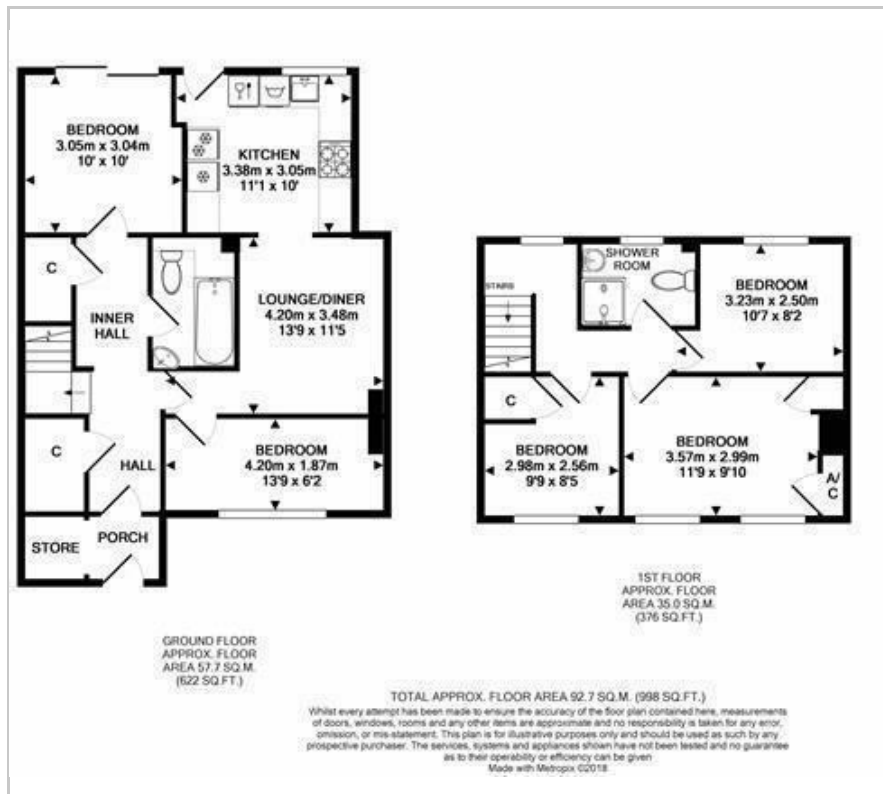 BEDROOM
3.05m x 3.04m
10' x 10'
KITCHEN
3.38m x 3.05m
11'1 x 10'
C
INNER
HALL
LOUNGE/DINER
4.20m x 3.48m
13'9 x 11'5
C
HALL
BEDROOM
4.20m x 1.87m
13'9 x 6'2
STORE
PORCH
GROUND FLOOR
APPROX. FLOOR
AREA 57.7 SQ.M.
(622 SQ.FT.)
STAIRS
SHOWER
ROOM
BEDROOM
3.23m x 2.50m
10'7 x 8'2
C
BEDROOM
2.98m x 2.56m
9'9 x 8'5
BEDROOM
3.57m x 2.99m
11'9 x 9'10
A/
C
1ST FLOOR
APPROX. FLOOR
AREA 35.0 SQ.M.
(376 SQ.FT.)
TOTAL APPROX. FLOOR AREA 92.7 SQ.M. (998 SQ.FT.)
Whilst every attempt has been made to ensure the accuracy of the floor plan contained here, measurements
of doors, windows, rooms and any other items are approximate and no responsibility is taken for any error,
omission, or mis-statement. This plan is for illustrative purposes only and should be used as such by any
prospective purchaser. The services, systems and appliances shown have not been tested and no guarantee
as to their operability or efficiency can be given
Made with Metropix ©2018